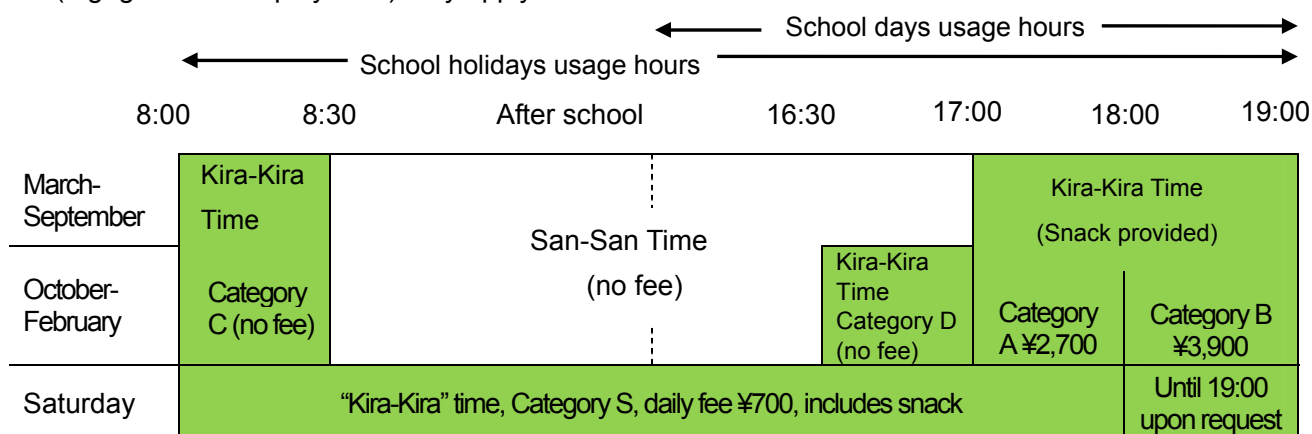 School days usage hours
School holidays usage hours
8:00 8:30 After school 16:30 17:00 18:00 19:00
March-
September
Kira-Kira
Time
Category
C (no fee)
San-San Time
(no fee)
Kira-Kira Time
(Snack provided)
October-
February
Kira-Kira
Time
Category D
(no fee)
Category
A ¥2,700
Category B
¥3,900
Saturday
“Kira-Kira” time, Category S, daily fee ¥700, includes snack
Until 19:00
upon request